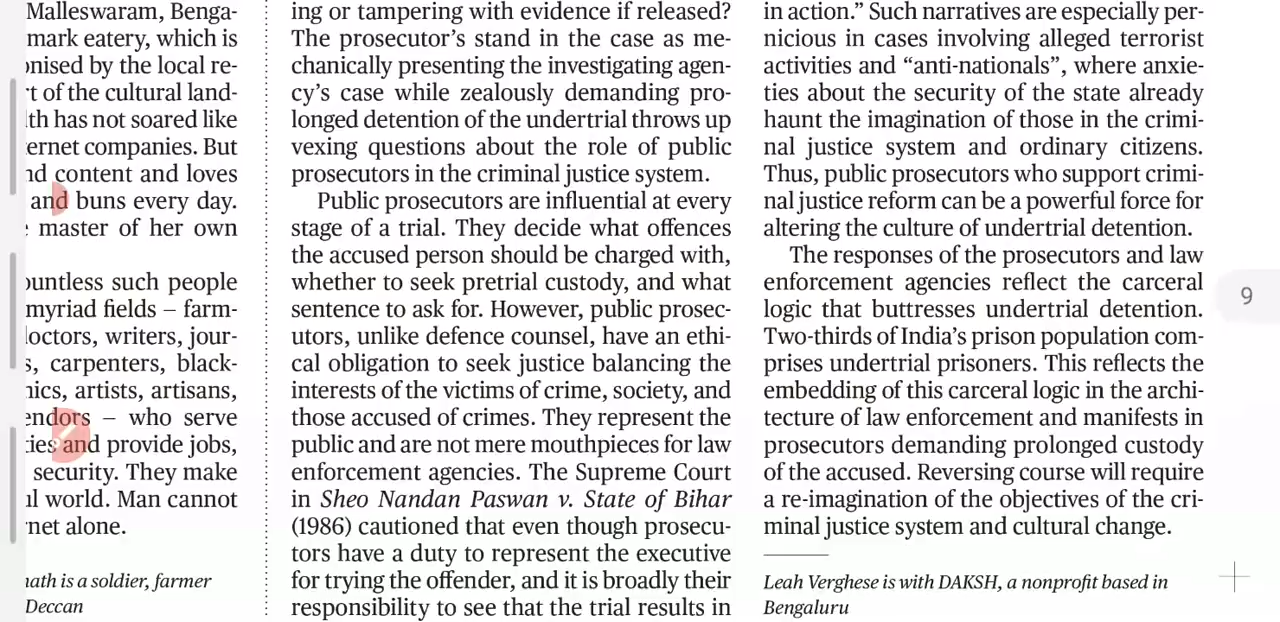 Malleswaram, Benga-
mark eatery, which is
onised by the local re-
rt of the cultural land-
lth has not soared like
ernet companies. But
nd content and loves
and buns every day.
master of her own
ountless such people
myriad fields – farm-
doctors, writers, jour-
s, carpenters, black-
nics, artists, artisans,
endors – who serve
ties and provide jobs,
security. They make
ul world. Man cannot
rnet alone.
nath is a soldier, farmer
Deccan
ing or tampering with evidence if released?
The prosecutor’s stand in the case as me-
chanically presenting the investigating agen-
cy’s case while zealously demanding pro-
longed detention of the undertrial throws up
vexing questions about the role of public
prosecutors in the criminal justice system.
Public prosecutors are influential at every
stage of a trial. They decide what offences
the accused person should be charged with,
whether to seek pretrial custody, and what
sentence to ask for. However, public prosec-
utors, unlike defence counsel, have an ethi-
cal obligation to seek justice balancing the
interests of the victims of crime, society, and
those accused of crimes. They represent the
public and are not mere mouthpieces for law
enforcement agencies. The Supreme Court
in Sheo Nandan Paswan v. State of Bihar
(1986) cautioned that even though prosecu-
tors have a duty to represent the executive
for trying the offender, and it is broadly their
responsibility to see that the trial results in
in action.” Such narratives are especially per-
nicious in cases involving alleged terrorist
activities and “anti-nationals”, where anxie-
ties about the security of the state already
haunt the imagination of those in the crimi-
nal justice system and ordinary citizens.
Thus, public prosecutors who support crimi-
nal justice reform can be a powerful force for
altering the culture of undertrial detention.
The responses of the prosecutors and law
enforcement agencies reflect the carceral
logic that buttresses undertrial detention.
Two-thirds of India’s prison population com-
prises undertrial prisoners. This reflects the
embedding of this carceral logic in the archi-
tecture of law enforcement and manifests in
prosecutors demanding prolonged custody
of the accused. Reversing course will require
a re-imagination of the objectives of the cri-
minal justice system and cultural change.
Leah Verghese is with DAKSH, a nonprofit based in
Bengaluru
9